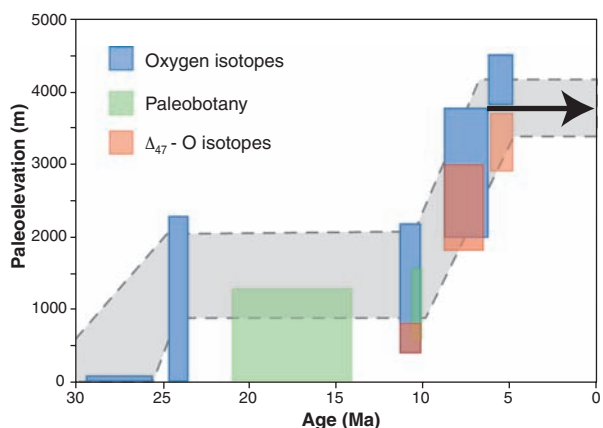 5000
4000
3000
2000
1000
0
Paleoelevation (m)
Oxygen isotopes
Paleobotany
Δ47 - O isotopes
30 25 20 15 10 5 0
Age (Ma)